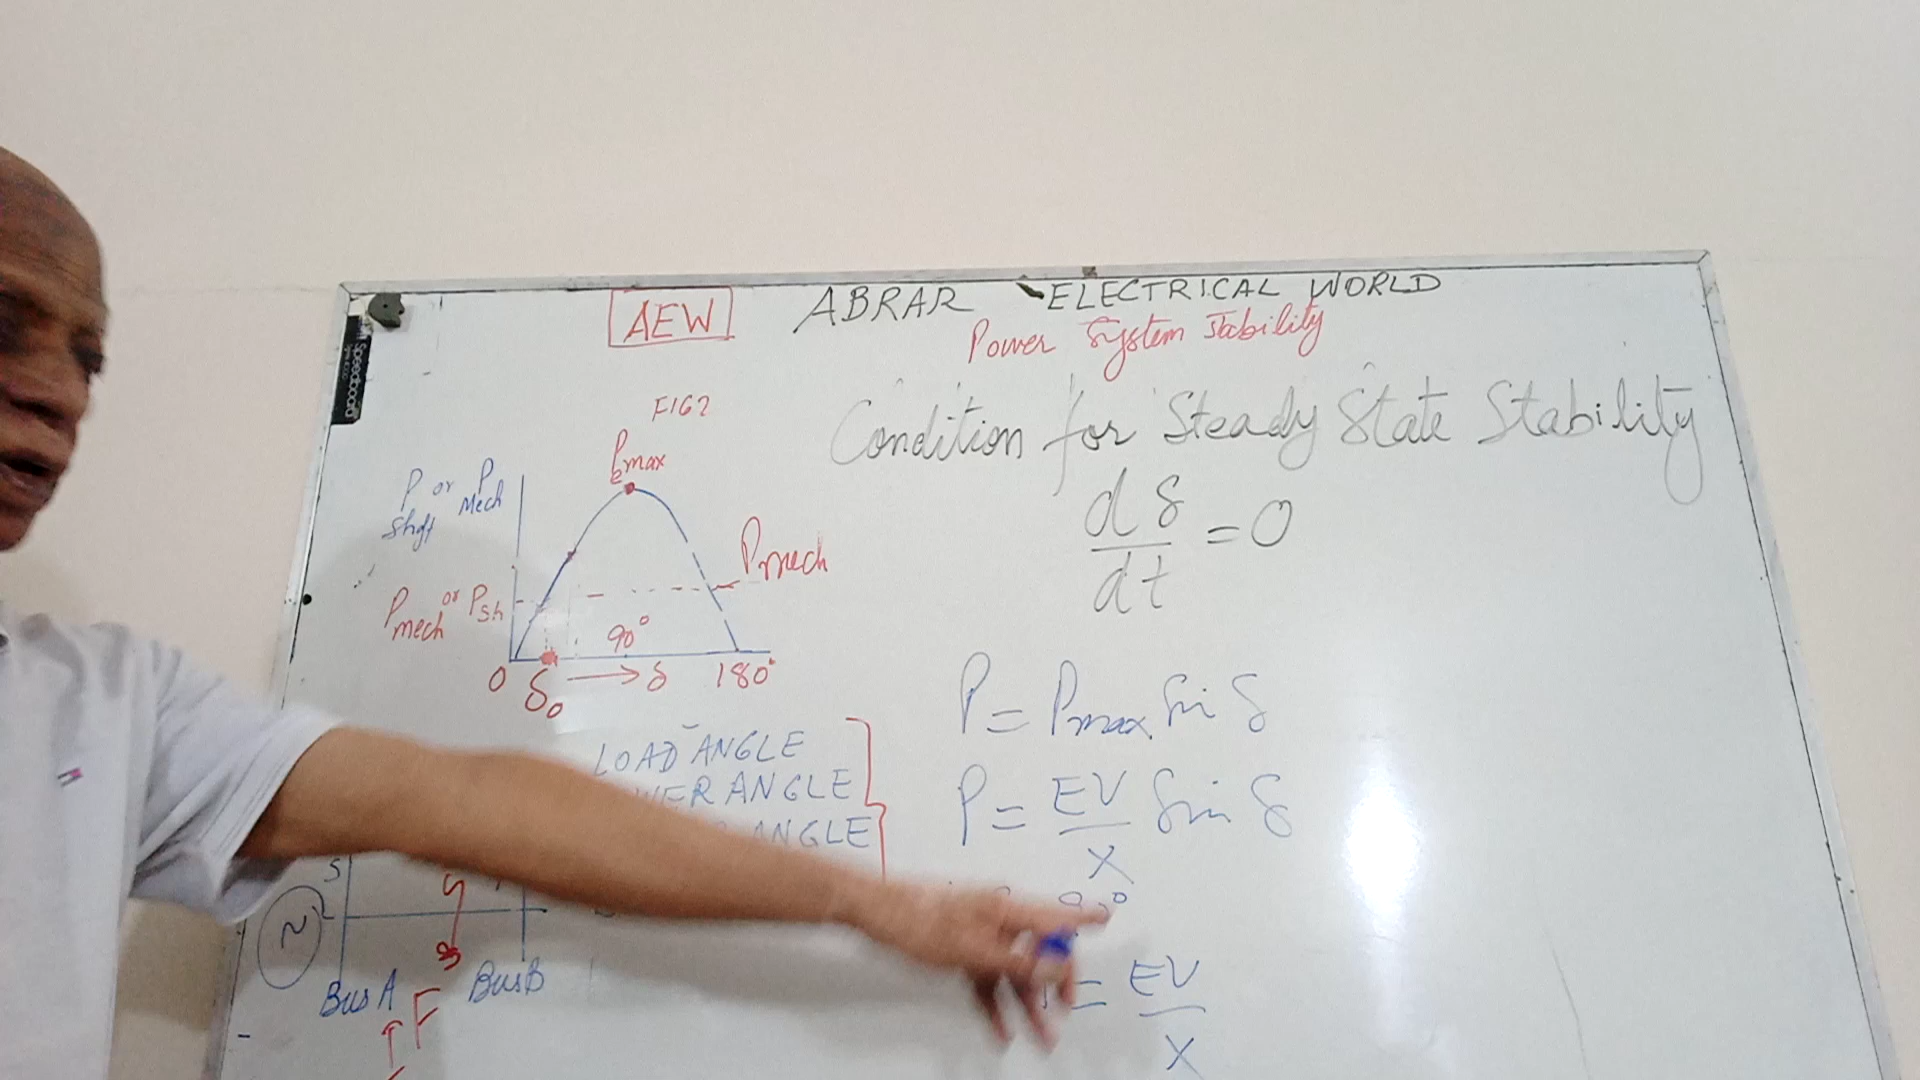 AEW ABRAR ELECTRICAL WORLD
Power System Stability
FIG 2
Condition for Steady State Stability
dδ/dt = 0
Pmax
P or P
Shaft Mech
Pmech
Pmech or Psh
90°
0 δ₀ → δ 180°
P = Pmax Sin δ
LOAD ANGLE
ANGLE
ANGLE
P = EV/X Sin δ
90°
= EV/X
S
~
Bus A
Bus B
F
Speedboard